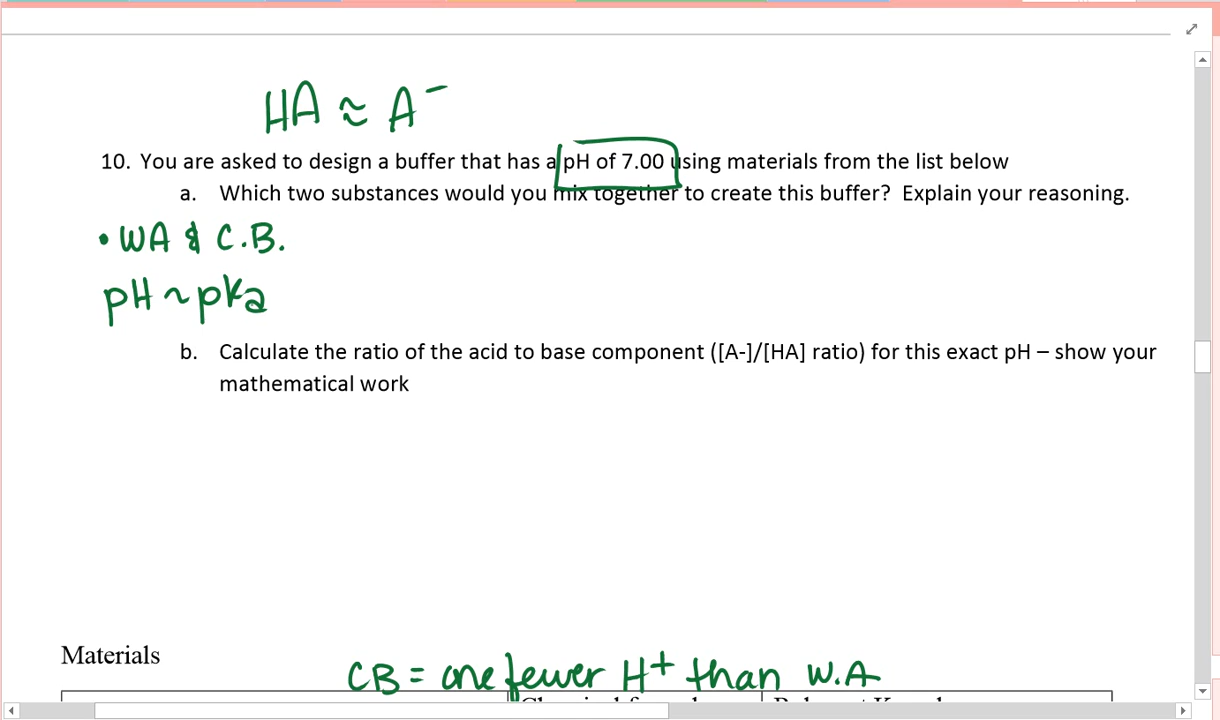 HA ≈ A⁻
10. You are asked to design a buffer that has a pH of 7.00 using materials from the list below
a. Which two substances would you mix together to create this buffer? Explain your reasoning.
• WA & C.B.
pH ~ pKa
b. Calculate the ratio of the acid to base component ([A-]/[HA] ratio) for this exact pH – show your
mathematical work
Materials
CB = one fewer H+ than W.A